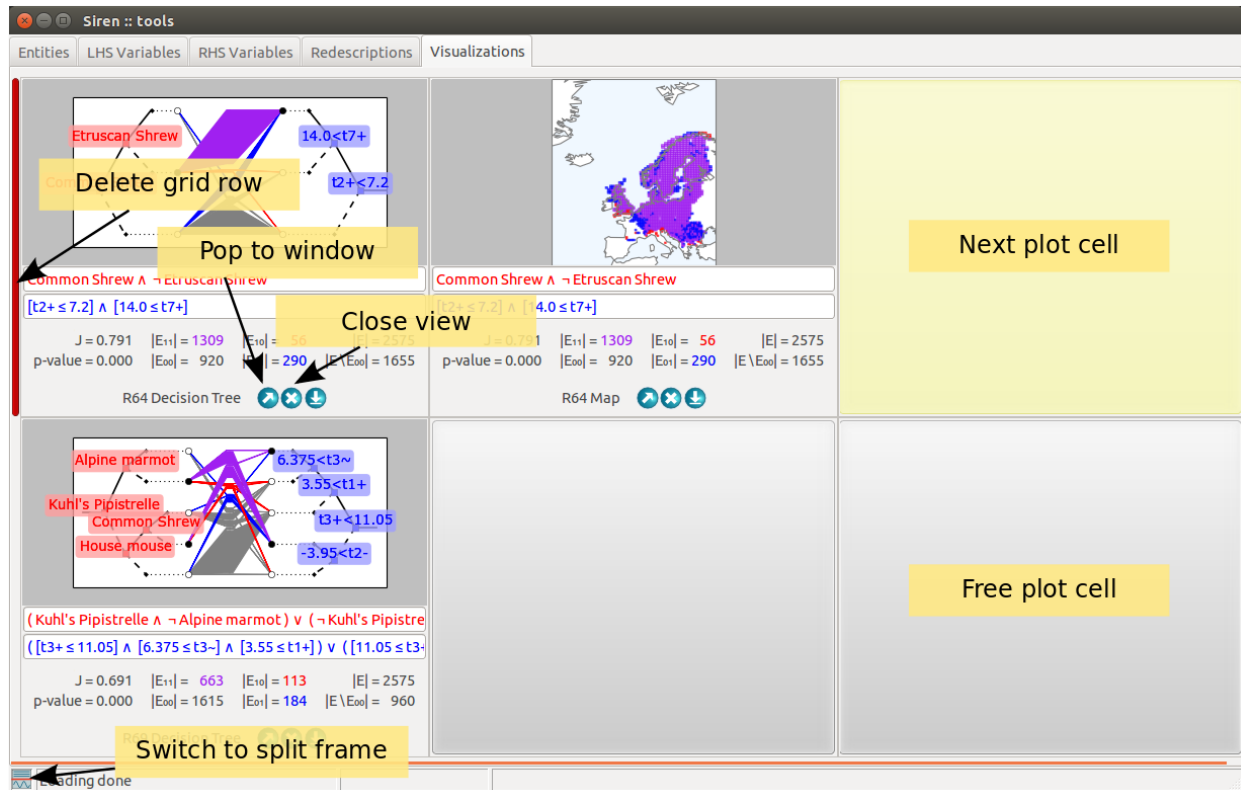 Siren :: tools
Entities LHS Variables RHS Variables Redescriptions Visualizations
Etruscan Shrew
14.0<t7+
t2+<7.2
Delete grid row
Pop to window
Common Shrew ∧ ¬ Etruscan Shrew
[t2+ ≤ 7.2] ∧ [14.0 ≤ t7+]
J = 0.791 |E₁₁| = 1309 |E₁₀| = 56 |E| = 2575
p-value = 0.000 |E₀₀| = 920 |E₀₁| = 290 |E\E₀₀| = 1655
R64 Decision Tree
Close view
Common Shrew ∧ ¬ Etruscan Shrew
[t2+ ≤ 7.2] ∧ [14.0 ≤ t7+]
J = 0.791 |E₁₁| = 1309 |E₁₀| = 56 |E| = 2575
p-value = 0.000 |E₀₀| = 920 |E₀₁| = 290 |E\E₀₀| = 1655
R64 Map
Next plot cell
Alpine marmot
Kuhl's Pipistrelle
Common Shrew
House mouse
6.375<t3~
3.55<t1+
t3+<11.05
-3.95<t2-
( Kuhl's Pipistrelle ∧ ¬ Alpine marmot ) ∨ ( ¬ Kuhl's Pipistre
( [t3+ ≤ 11.05] ∧ [6.375 ≤ t3~] ∧ [3.55 ≤ t1+] ) ∨ ( [11.05 ≤ t3+
J = 0.691 |E₁₁| = 663 |E₁₀| = 113 |E| = 2575
p-value = 0.000 |E₀₀| = 1615 |E₀₁| = 184 |E\E₀₀| = 960
Decision Tree
Free plot cell
Switch to split frame
Loading done